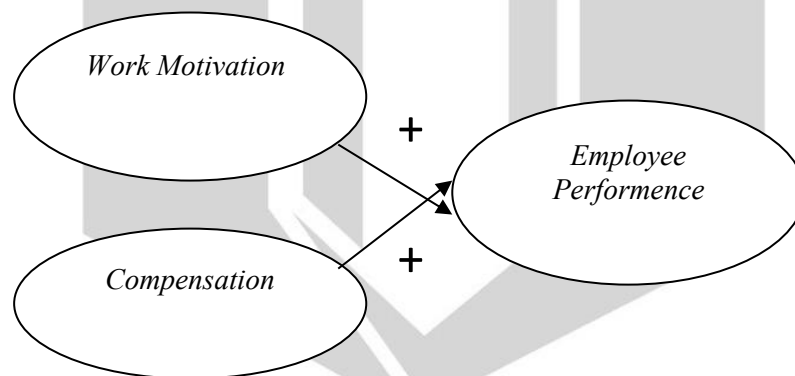 Work Motivation
+
Employee
Performence
Compensation
+